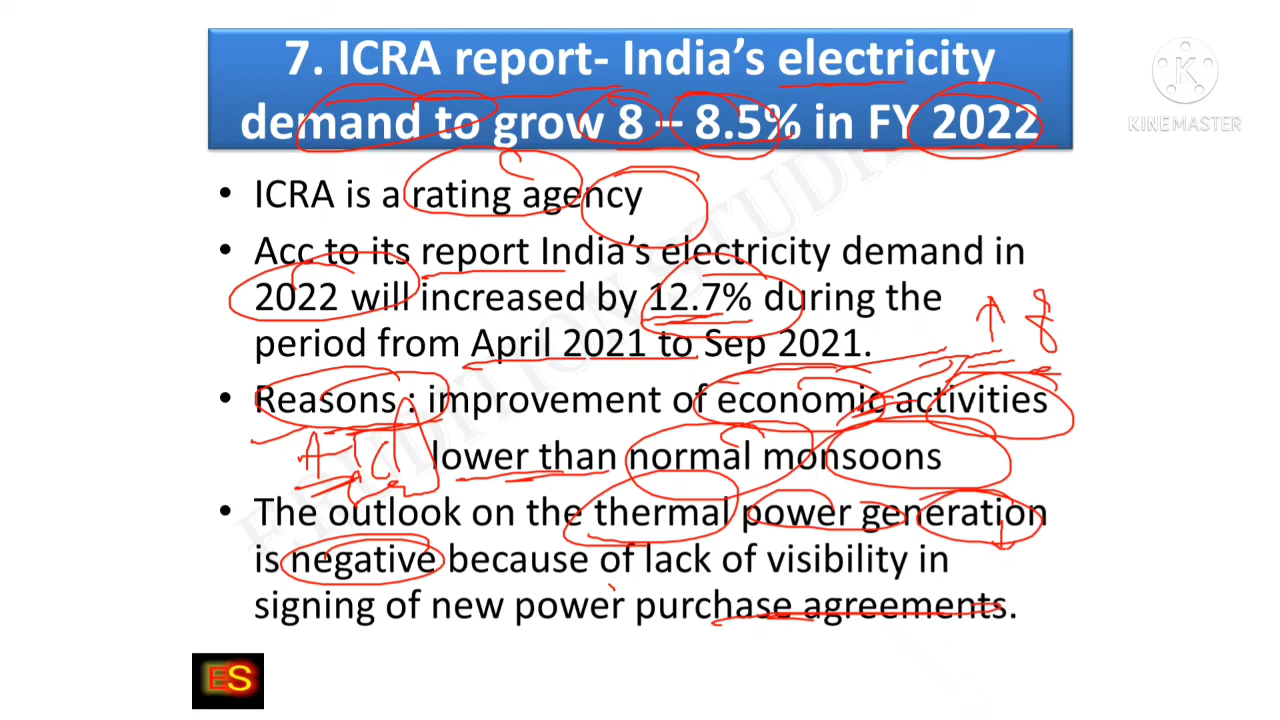 7. ICRA report- India's electricity
demand to grow 8 – 8.5% in FY 2022
KINEMASTER
• ICRA is a rating agency
• Acc to its report India's electricity demand in
2022 will increased by 12.7% during the
period from April 2021 to Sep 2021.
• Reasons : improvement of economic activities
lower than normal monsoons
• The outlook on the thermal power generation
is negative because of lack of visibility in
signing of new power purchase agreements.
ES